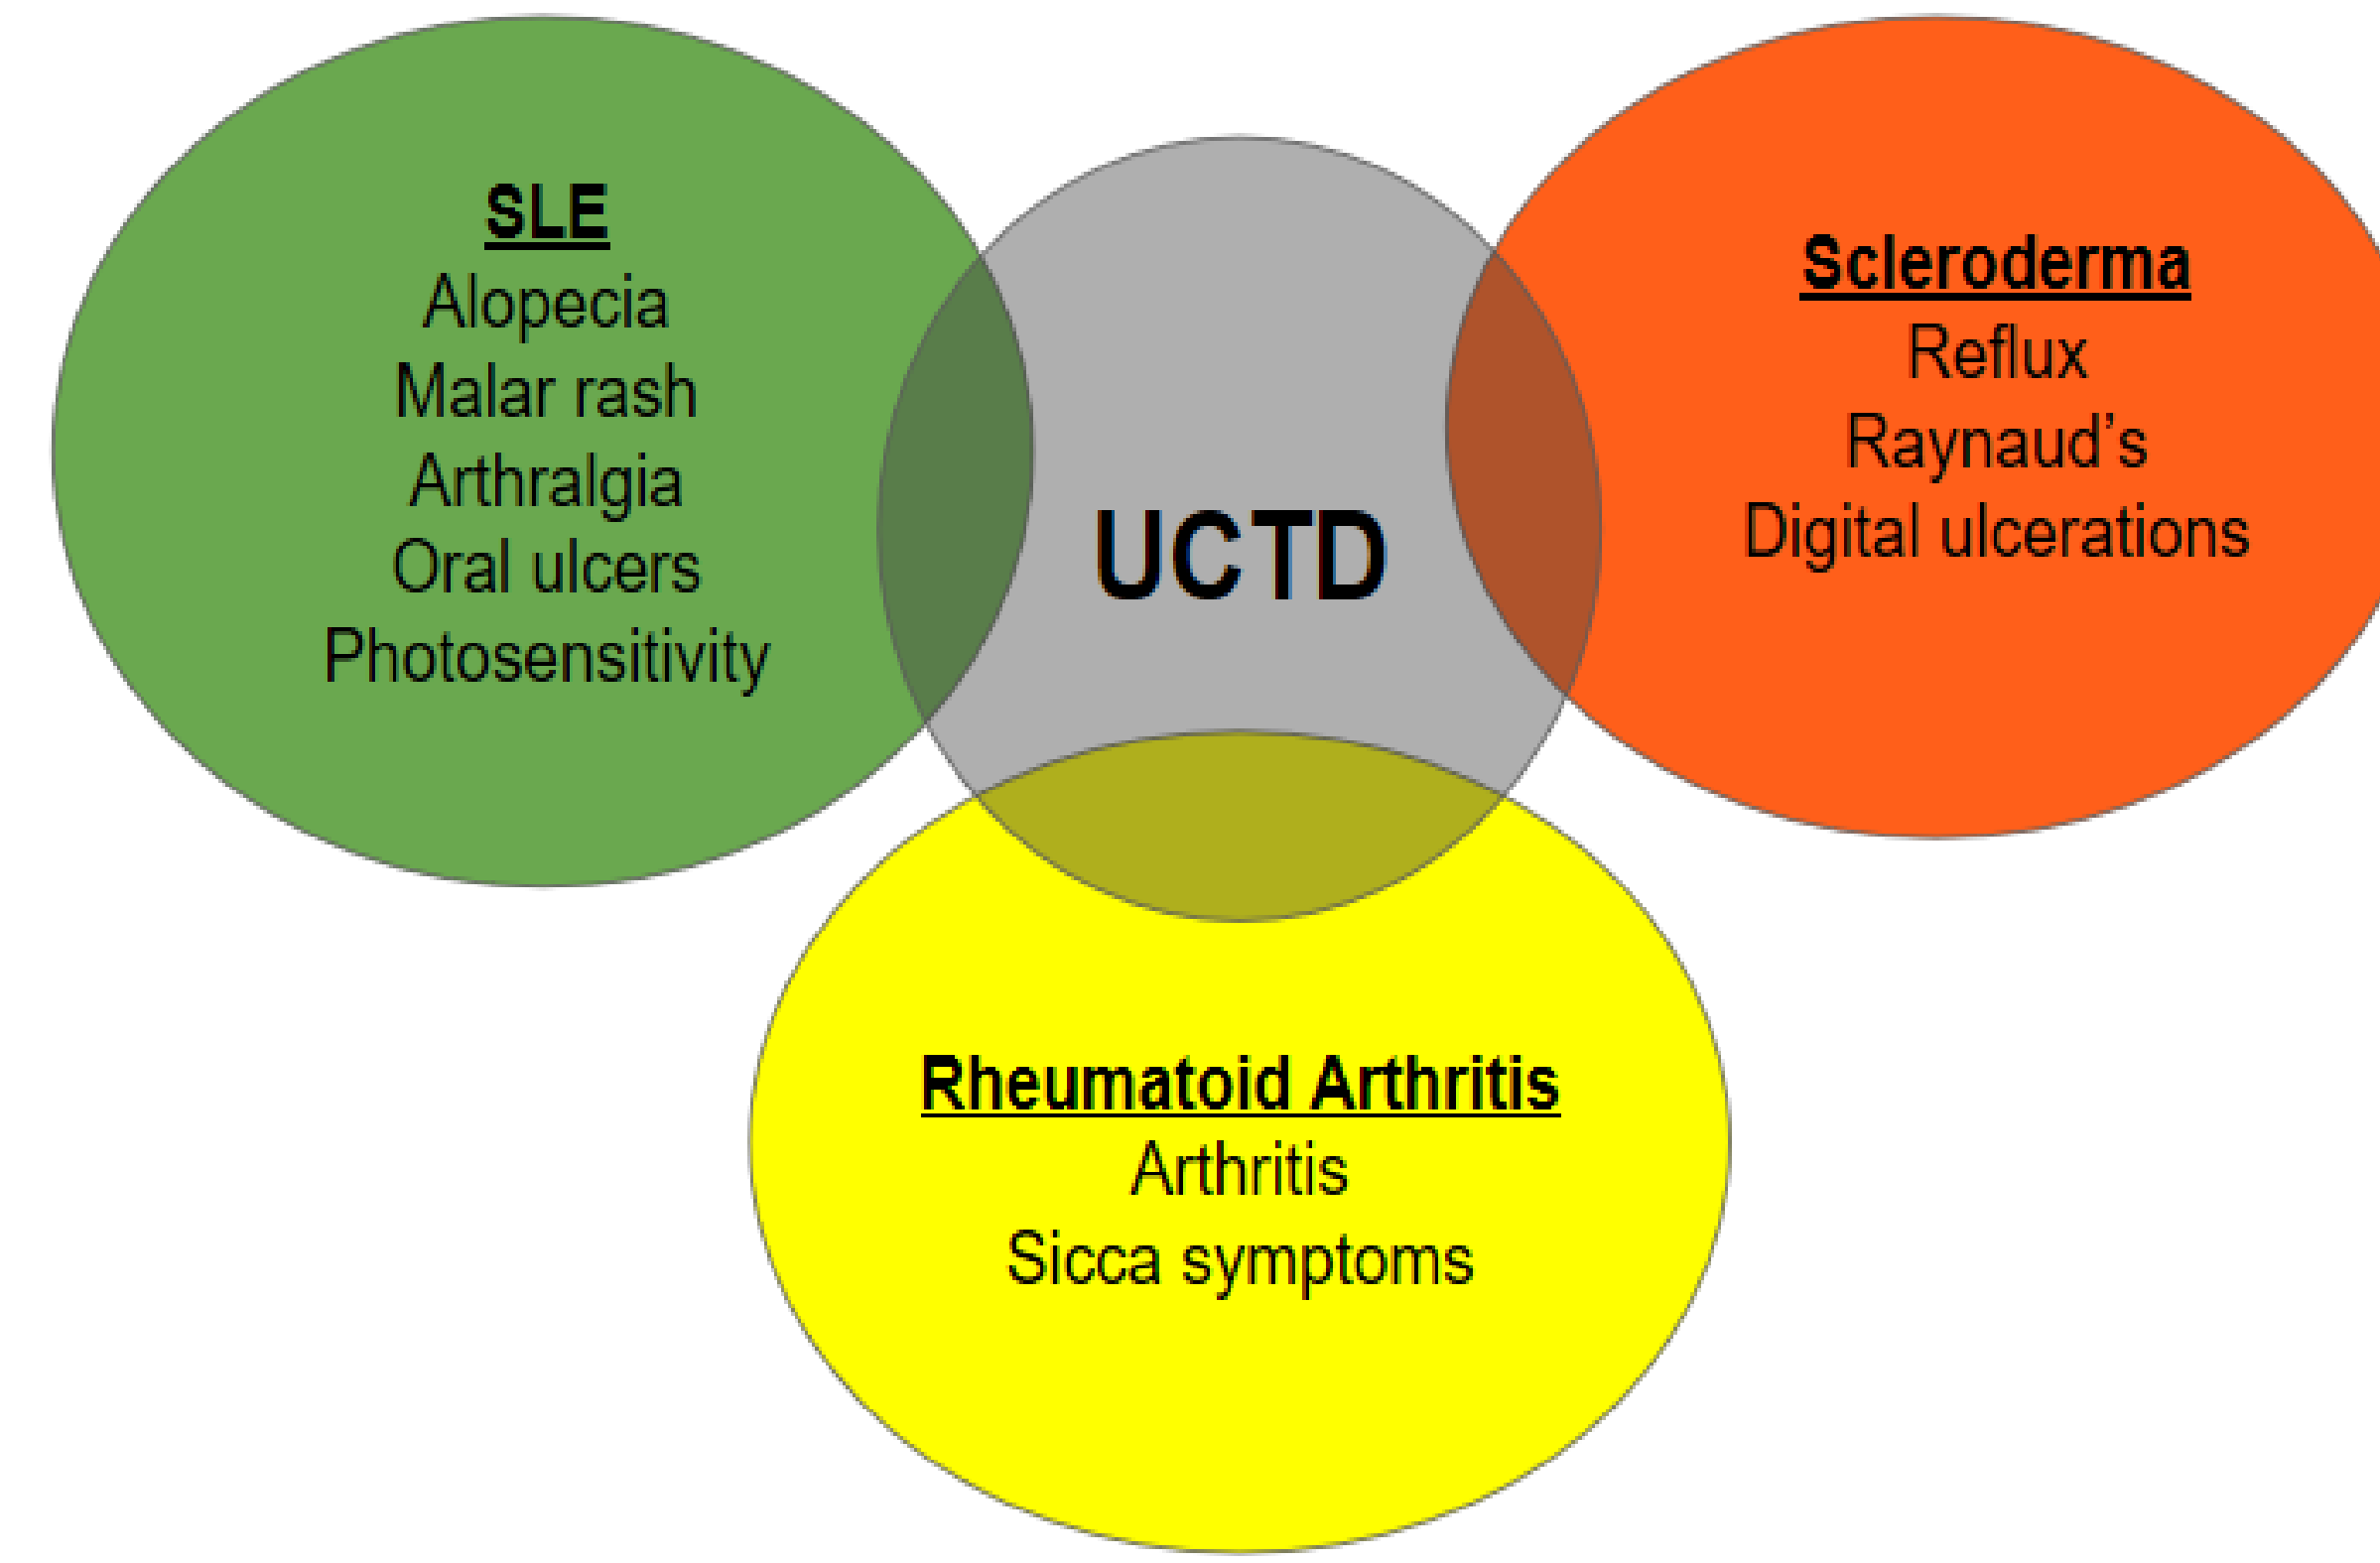 SLE
Alopecia
Malar rash
Arthralgia
Oral ulcers
Photosensitivity
UCTD
Scleroderma
Reflux
Raynaud’s
Digital ulcerations
Rheumatoid Arthritis
Arthritis
Sicca symptoms